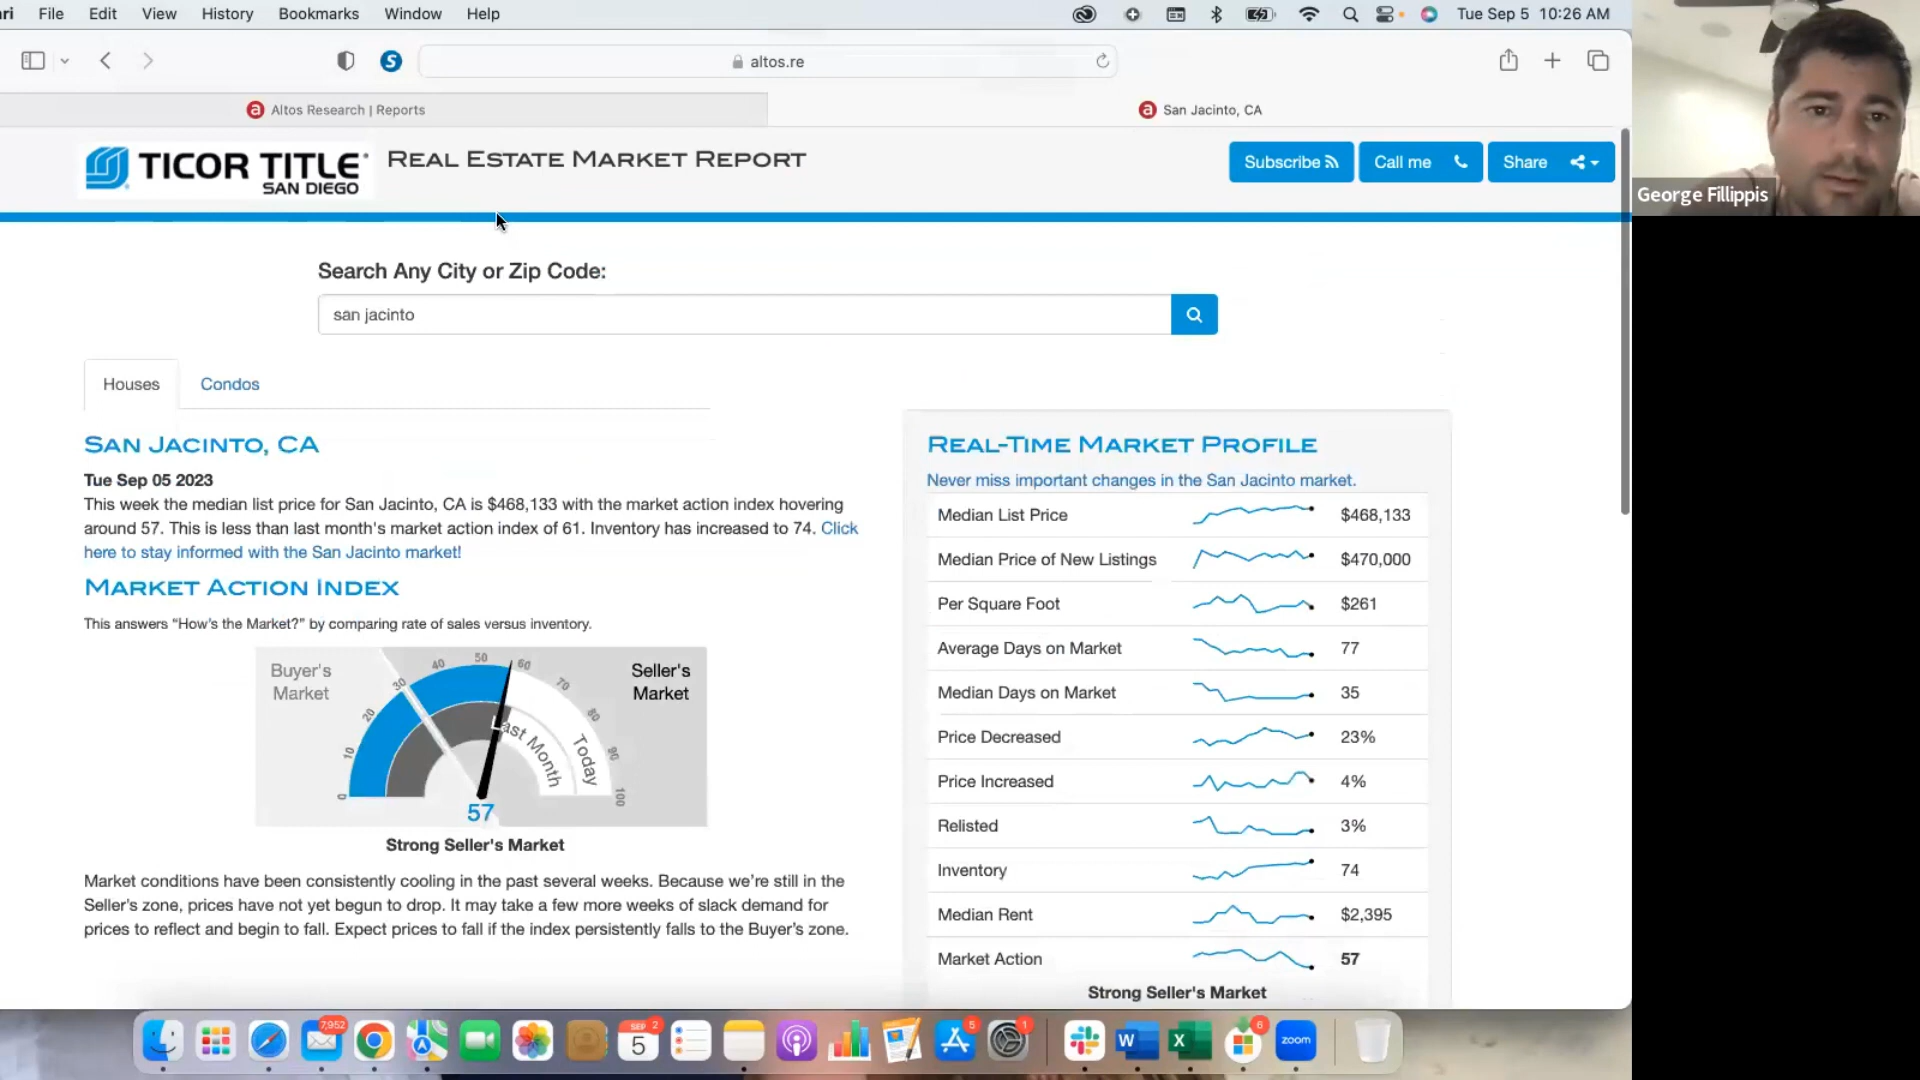 ri File Edit View History Bookmarks Window Help Tue Sep 5 10:26 AM
S altos.re
a Altos Research | Reports a San Jacinto, CA
TICOR TITLE®
SAN DIEGO
REAL ESTATE MARKET REPORT
Subscribe Call me Share
George Fillippis
Search Any City or Zip Code:
san jacinto
Houses Condos
SAN JACINTO, CA
Tue Sep 05 2023
This week the median list price for San Jacinto, CA is $468,133 with the market action index hovering
around 57. This is less than last month's market action index of 61. Inventory has increased to 74. Click
here to stay informed with the San Jacinto market!
MARKET ACTION INDEX
This answers “How’s the Market?” by comparing rate of sales versus inventory.
Buyer's
Market
Seller's
Market
0 10 20 30 40 50 60 70 80 90 100
Last Month
Today
57
Strong Seller's Market
Market conditions have been consistently cooling in the past several weeks. Because we’re still in the
Seller’s zone, prices have not yet begun to drop. It may take a few more weeks of slack demand for
prices to reflect and begin to fall. Expect prices to fall if the index persistently falls to the Buyer’s zone.
REAL-TIME MARKET PROFILE
Never miss important changes in the San Jacinto market.
Median List Price $468,133
Median Price of New Listings $470,000
Per Square Foot $261
Average Days on Market 77
Median Days on Market 35
Price Decreased 23%
Price Increased 4%
Relisted 3%
Inventory 74
Median Rent $2,395
Market Action 57
Strong Seller's Market
7,952
SEP 2
5
5
1
W
X
6
zoom